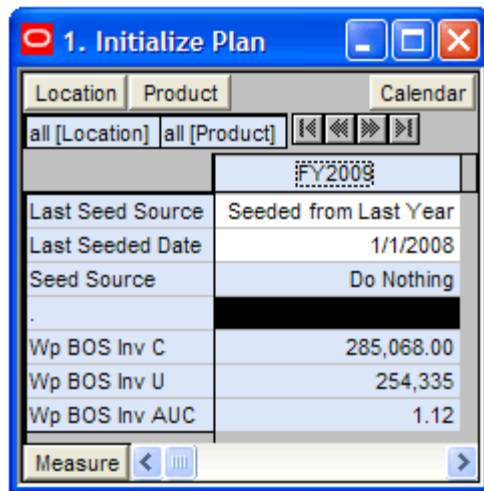 1. Initialize Plan
Location Product Calendar
all [Location] all [Product]
FY2009
Last Seed Source Seeded from Last Year
Last Seeded Date 1/1/2008
Seed Source Do Nothing
.
Wp BOS Inv C 285,068.00
Wp BOS Inv U 254,335
Wp BOS Inv AUC 1.12
Measure